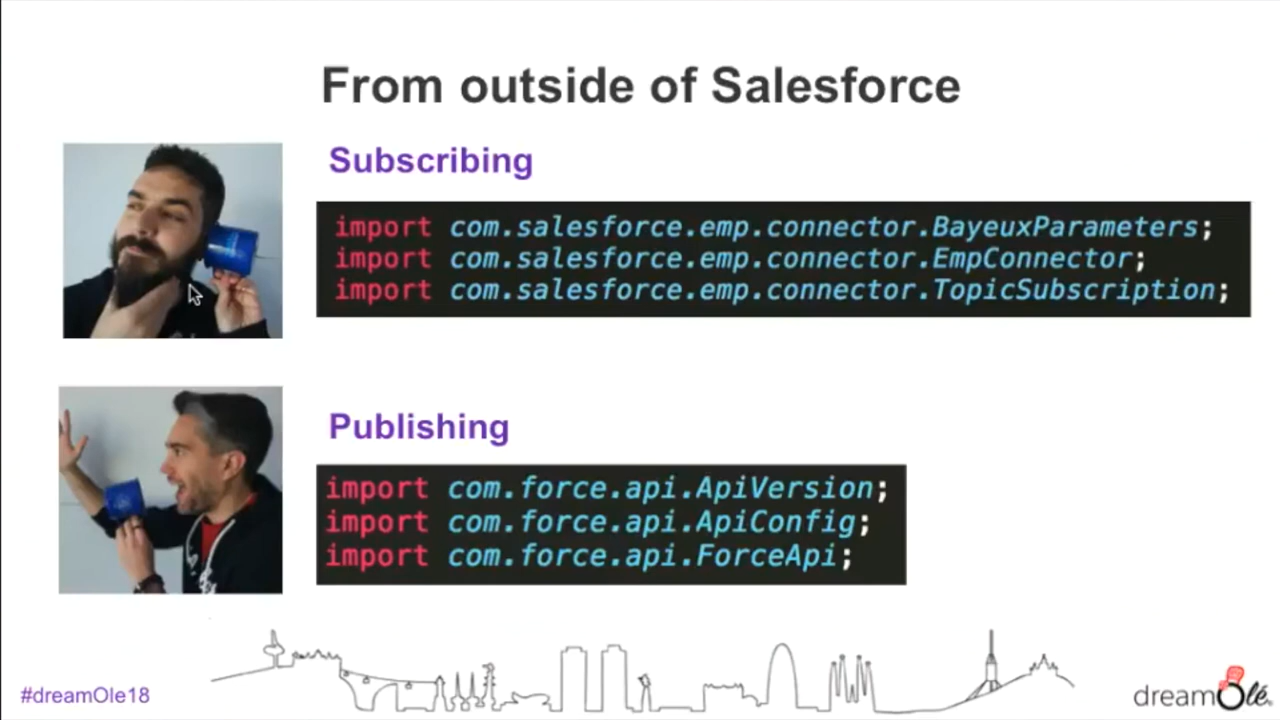 From outside of Salesforce
Subscribing
import com.salesforce.emp.connector.BayeuxParameters;
import com.salesforce.emp.connector.EmpConnector;
import com.salesforce.emp.connector.TopicSubscription;
Publishing
import com.force.api.ApiVersion;
import com.force.api.ApiConfig;
import com.force.api.ForceApi;
#dreamOle18
dreamOlé